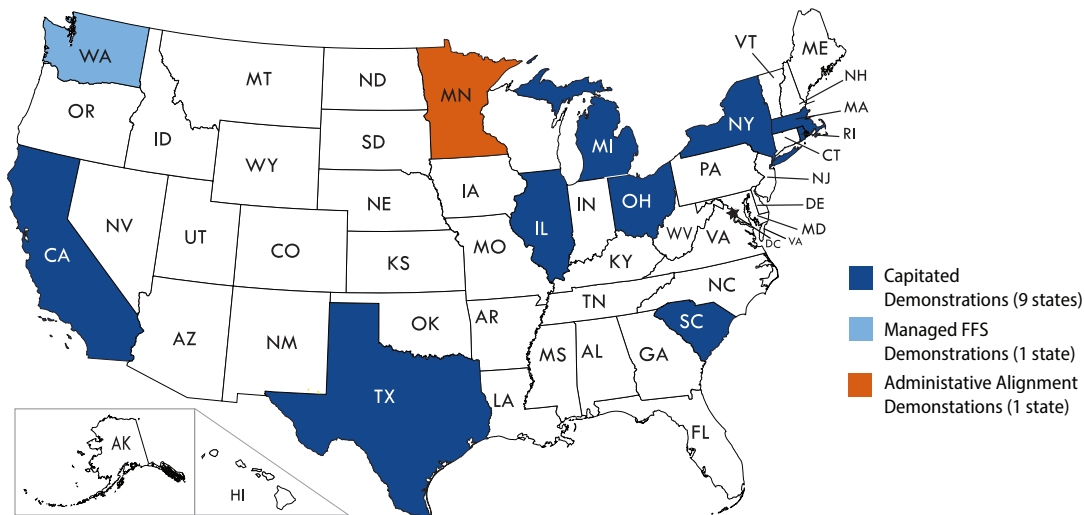 WA
MT
ND
MN
VT
ME
NH
MA
RI
CT
NY
OR
ID
SD
MI
WY
PA
NJ
IA
NE
OH
DE
IL
IN
MD
NV
UT
CO
WV
VA
DC
VA
CA
MO
KS
KY
NC
TN
OK
AR
SC
AZ
NM
MS
AL
GA
TX
LA
FL
AK
HI
Capitated
Demonstrations (9 states)
Managed FFS
Demonstrations (1 state)
Administative Alignment
Demonstations (1 state)